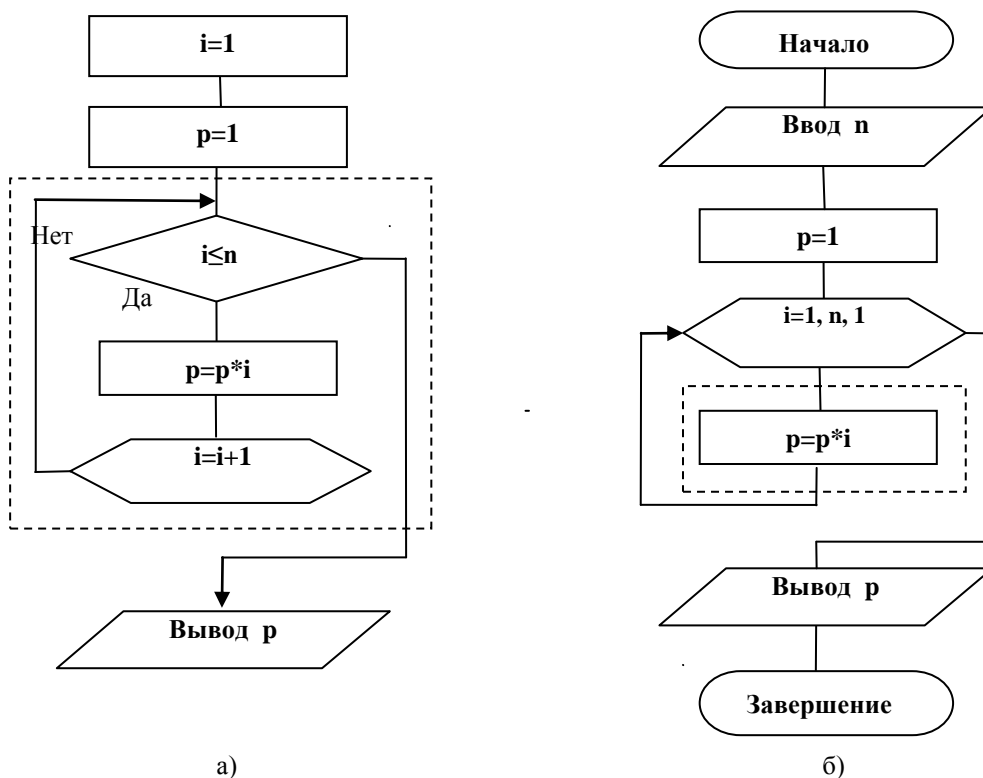 i=1
p=1
Нет
i≤n
Да
p=p*i
i=i+1
Вывод p
а)
Начало
Ввод n
p=1
i=1, n, 1
p=p*i
Вывод p
Завершение
б)